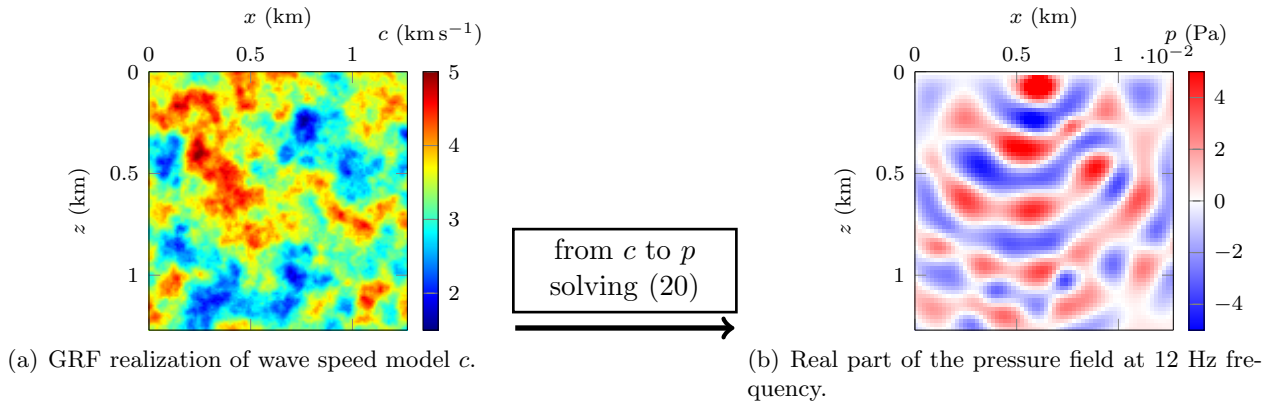 x (km)
c (km s⁻¹)
0 0.5 1
0
0.5
1
z (km)
5
4
3
2
(a) GRF realization of wave speed model c.
from c to p
solving (20)
x (km)
p (Pa)
0 0.5 1
·10⁻²
0
0.5
1
z (km)
4
2
0
−2
−4
(b) Real part of the pressure field at 12 Hz fre-
quency.